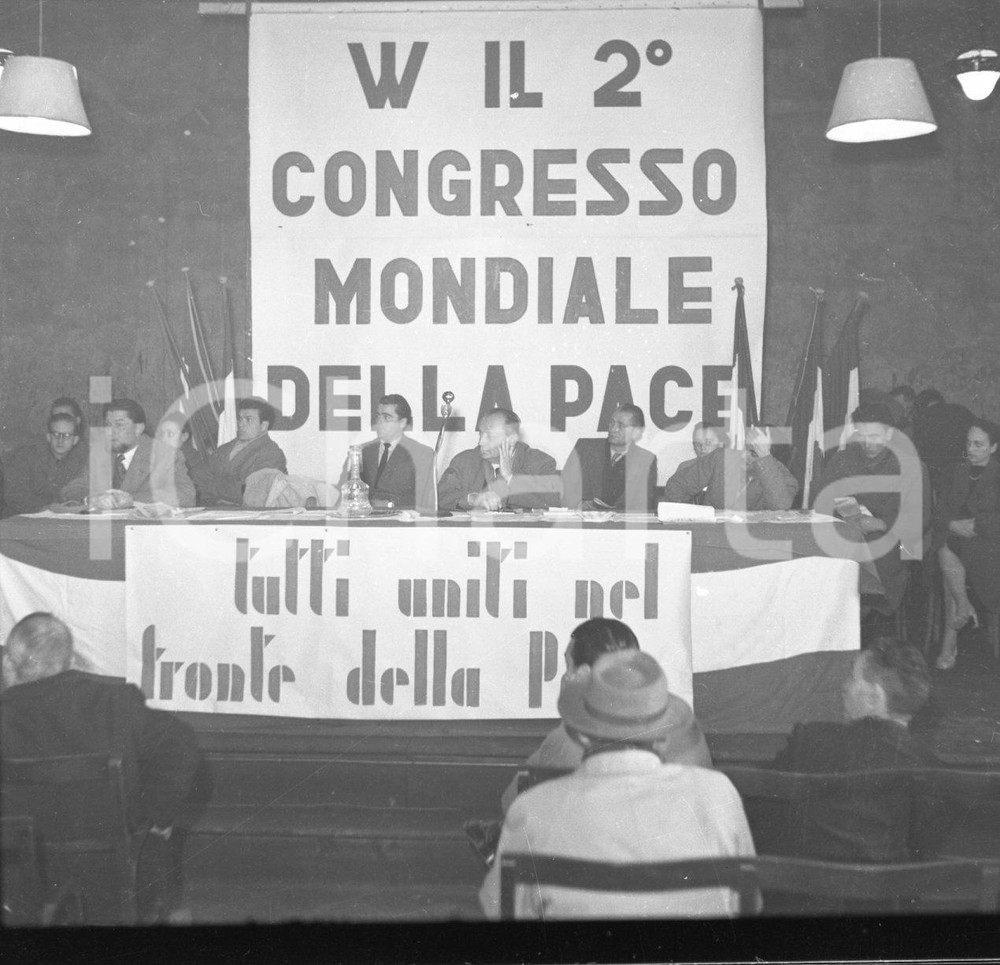 W IL 2°
CONGRESSO
MONDIALE
DELLA PACE
tutti uniti nel
fronte della P